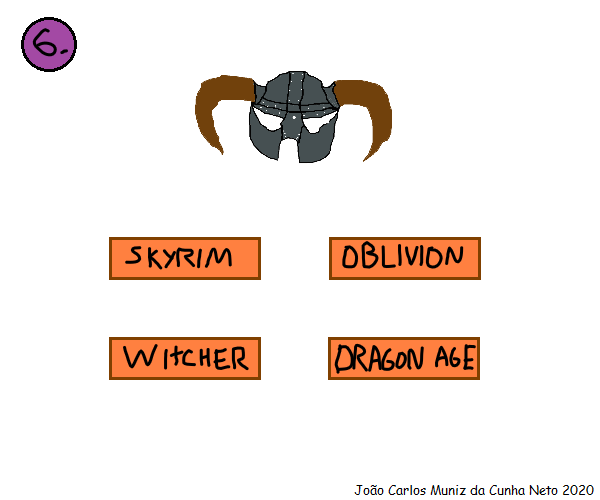 6.
SKYRIM
OBLIVION
WITCHER
DRAGON AGE
João Carlos Muniz da Cunha Neto 2020